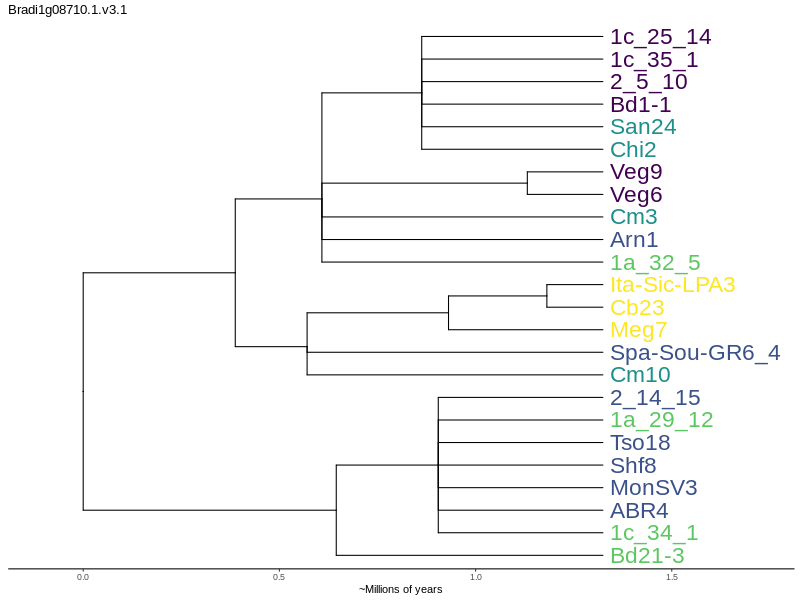 Bradi1g08710.1.v3.1
1c_25_14
1c_35_1
2_5_10
Bd1-1
San24
Chi2
Veg9
Veg6
Cm3
Arn1
1a_32_5
Ita-Sic-LPA3
Cb23
Meg7
Spa-Sou-GR6_4
Cm10
2_14_15
1a_29_12
Tso18
Shf8
MonSV3
ABR4
1c_34_1
Bd21-3
0.0 0.5 1.0 1.5
~Millions of years